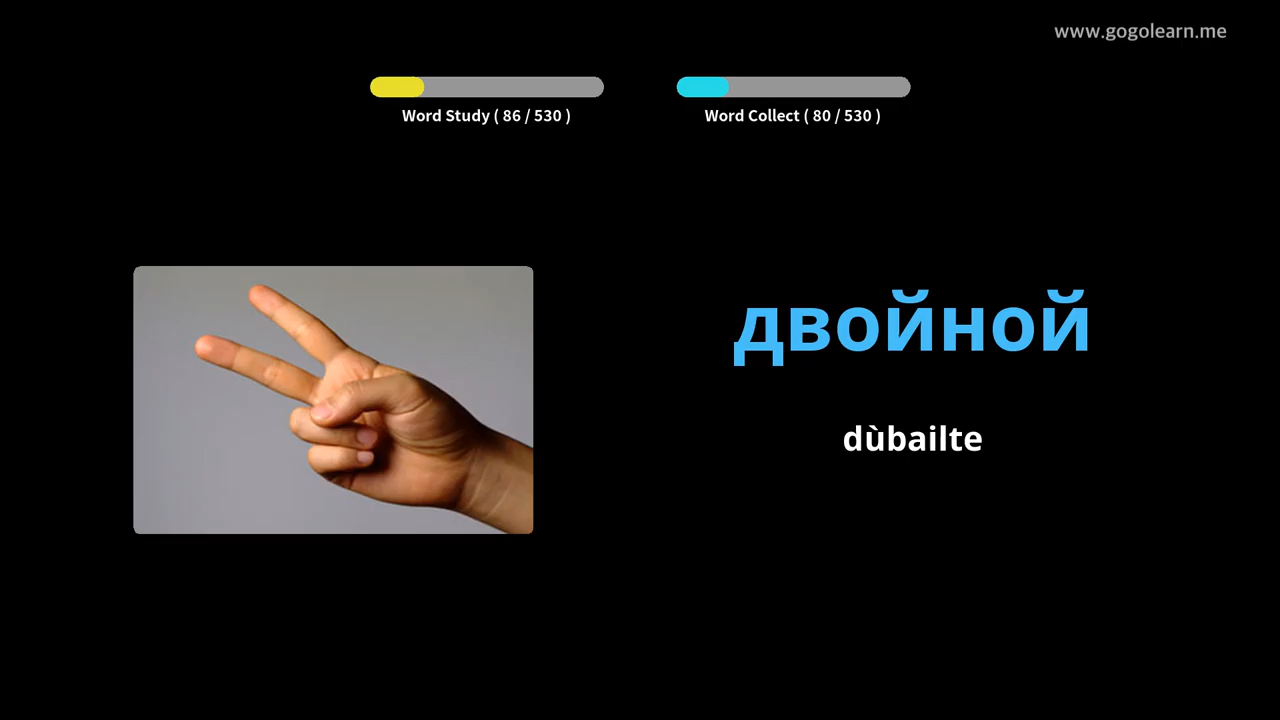 www.gogolearn.me
Word Study ( 86 / 530 )
Word Collect ( 80 / 530 )
двойной
dùbailte